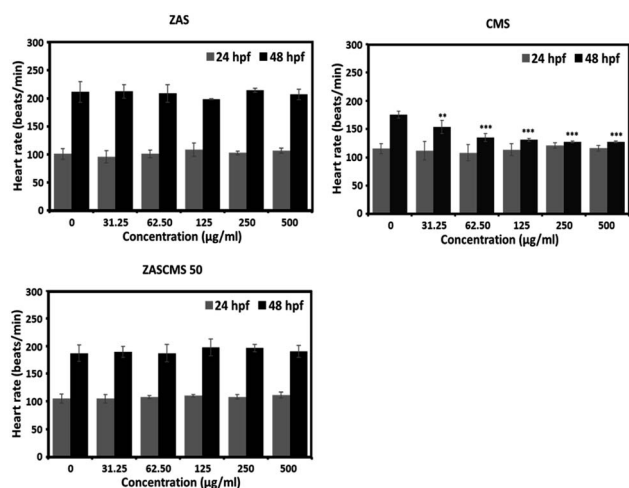 ZAS
300
250
200
150
100
50
0
Heart rate (beats/min)
24 hpf 48 hpf
0 31.25 62.50 125 250 500
Concentration (µg/ml)
CMS
300
250
200
150
100
50
0
Heart rate (beats/min)
24 hpf 48 hpf
** *** *** *** ***
0 31.25 62.50 125 250 500
Concentration (µg/ml)
ZASCMS 50
300
250
200
150
100
50
0
Heart rate (beats/min)
24 hpf 48 hpf
0 31.25 62.50 125 250 500
Concentration (µg/ml)